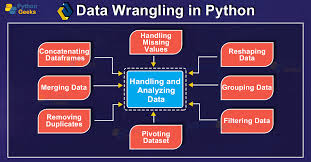 Python
Geeks
Data Wrangling in Python
Concatenating
Dataframes
Handling
Missing
Values
Reshaping
Data
Merging Data
Handling and
Analyzing
Data
Grouping Data
Removing
Duplicates
Pivoting
Dataset
Filtering Data